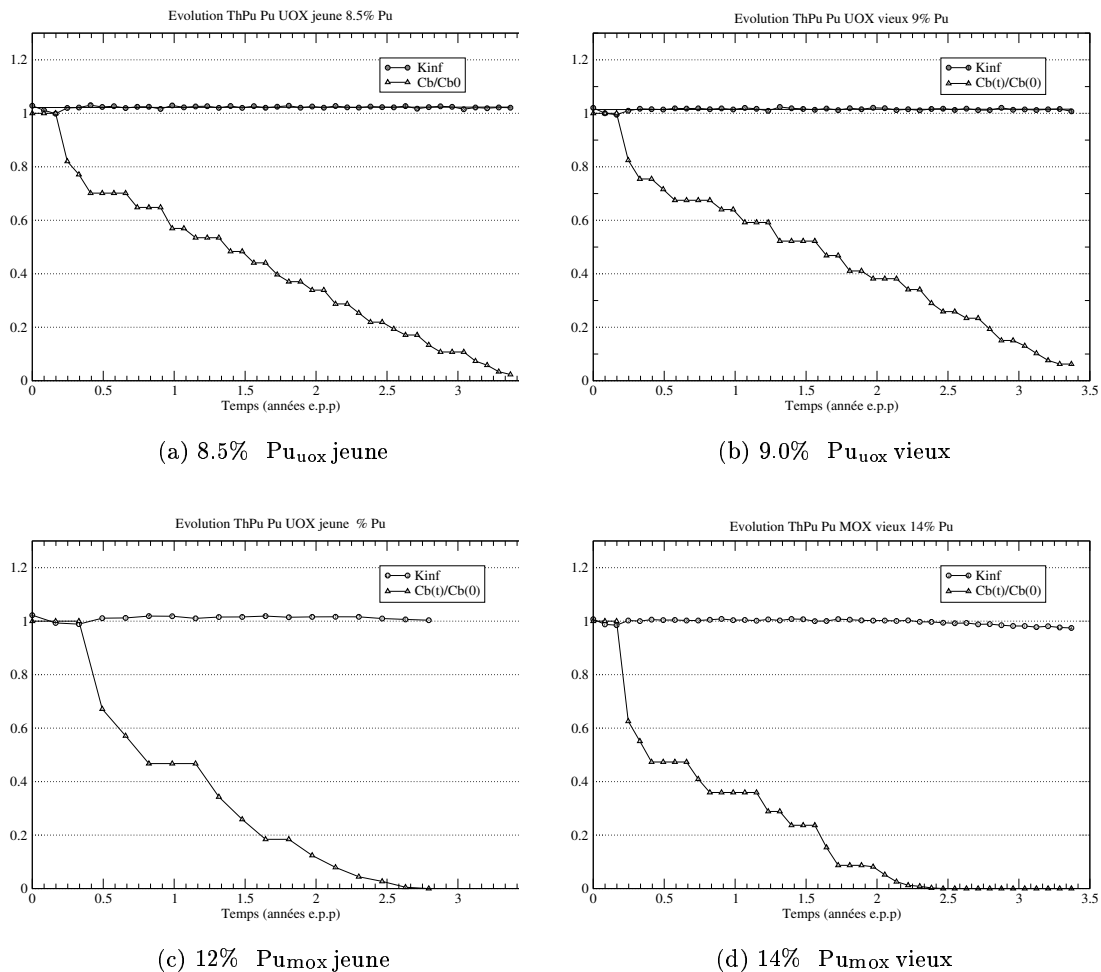 Evolution ThPu Pu UOX jeune 8.5% Pu
1.2
1
0.8
0.6
0.4
0.2
0
Kinf
Cb/Cb0
0 0.5 1 1.5 2 2.5 3
Temps (années e.p.p)
(a) 8.5% Pu_uox jeune
Evolution ThPu Pu UOX vieux 9% Pu
1.2
1
0.8
0.6
0.4
0.2
0
Kinf
Cb(t)/Cb(0)
0 0.5 1 1.5 2 2.5 3 3.5
Temps (année e.p.p)
(b) 9.0% Pu_uox vieux
Evolution ThPu Pu UOX jeune % Pu
1.2
1
0.8
0.6
0.4
0.2
0
Kinf
Cb(t)/Cb(0)
0 0.5 1 1.5 2 2.5 3
Temps (années e.p.p)
(c) 12% Pu_mox jeune
Evolution ThPu Pu MOX vieux 14% Pu
1.2
1
0.8
0.6
0.4
0.2
0
Kinf
Cb(t)/Cb(0)
0 0.5 1 1.5 2 2.5 3 3.5
Temps (années e.p.p)
(d) 14% Pu_mox vieux